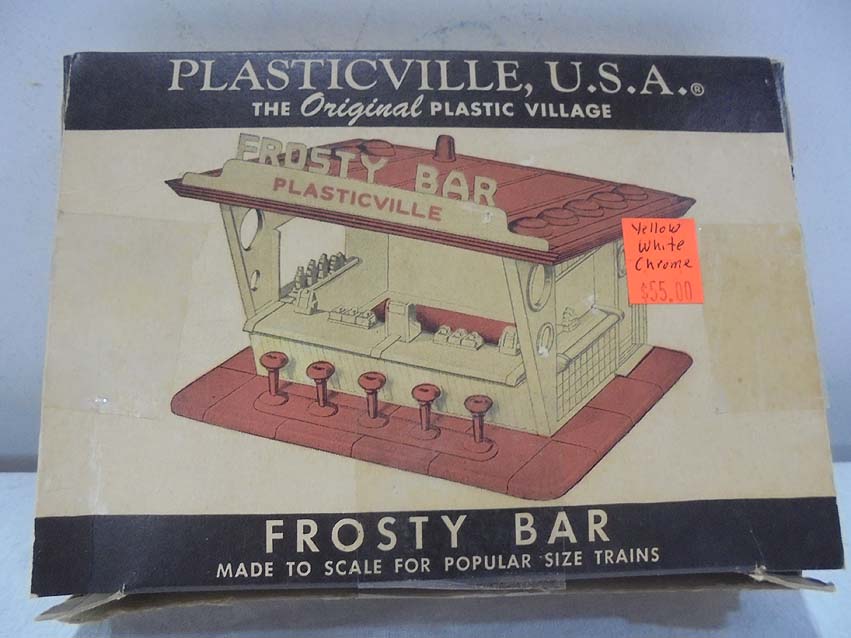 PLASTICVILLE, U.S.A.®
THE Original PLASTIC VILLAGE
FROSTY BAR
PLASTICVILLE
Yellow
White
Chrome
$55.00
FROSTY BAR
MADE TO SCALE FOR POPULAR SIZE TRAINS